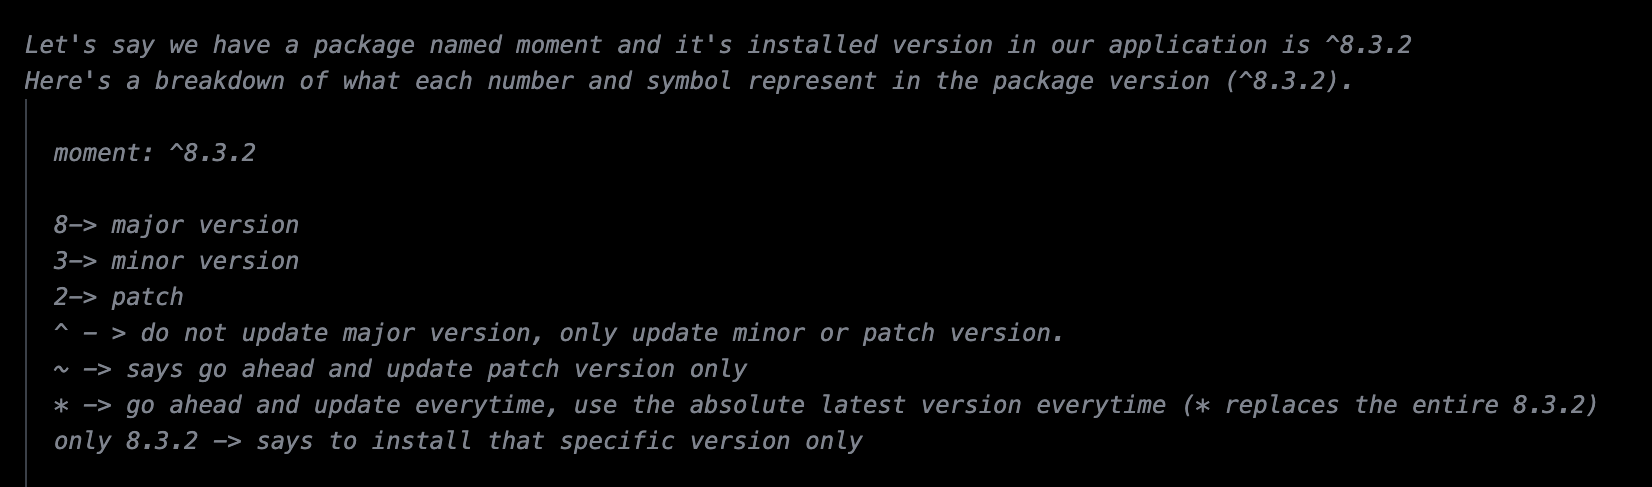 Let's say we have a package named moment and it's installed version in our application is ^8.3.2
Here's a breakdown of what each number and symbol represent in the package version (^8.3.2).
moment: ^8.3.2
8—> major version
3—> minor version
2—> patch
^ — > do not update major version, only update minor or patch version.
~ —> says go ahead and update patch version only
* —> go ahead and update everytime, use the absolute latest version everytime (* replaces the entire 8.3.2)
only 8.3.2 —> says to install that specific version only